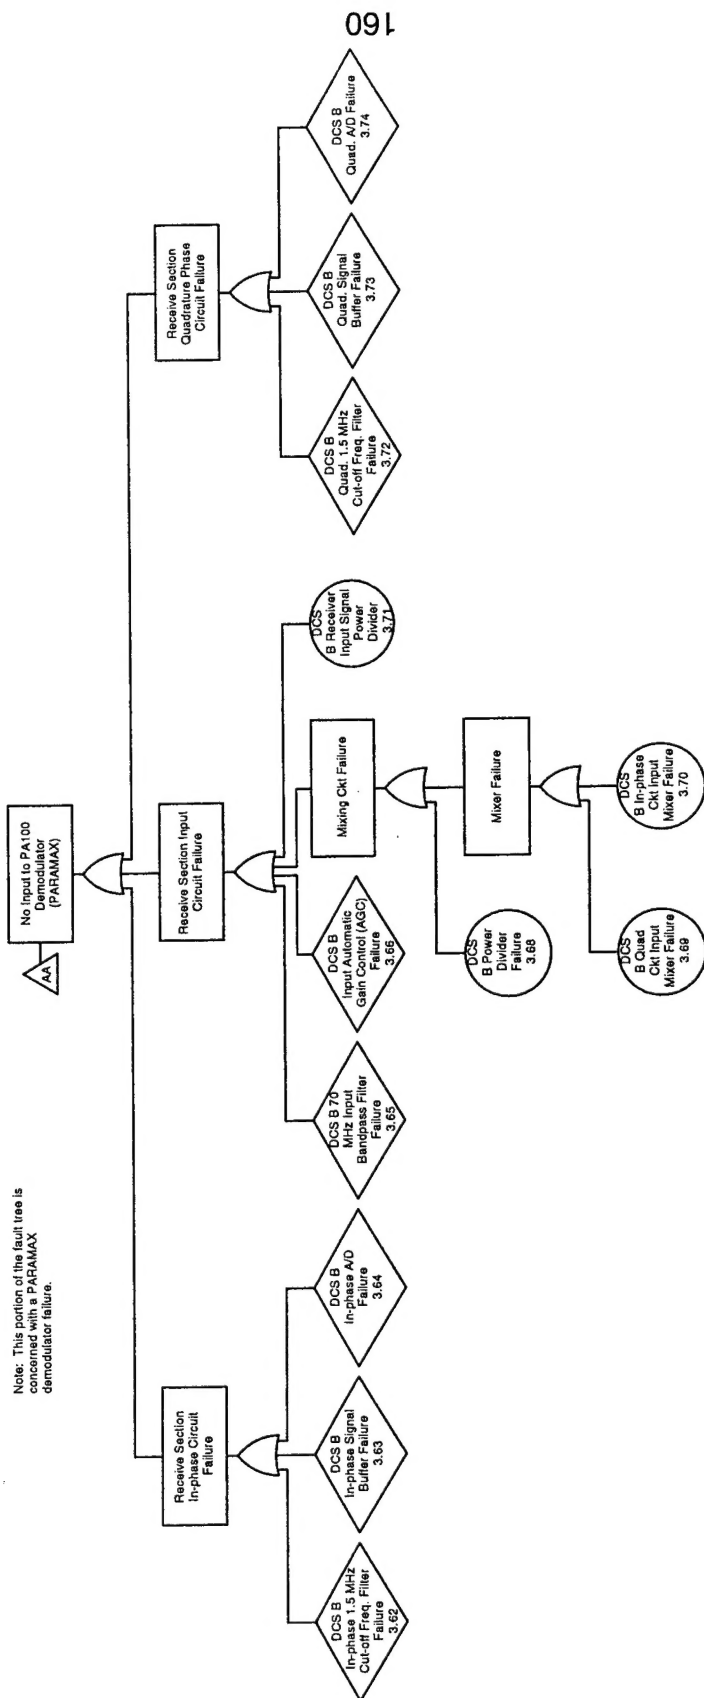 Note: This portion of the fault tree is
concerned with a PARAMAX
demodulator failure.
No Input to PA100
Demodulator
(PARAMAX)
AA
Receive Section
In-phase Circuit
Failure
Receive Section Input
Circuit Failure
Receive Section
Quadrature Phase
Circuit Failure
DCS B
In-phase 1.5 MHz
Cut-off Freq. Filter
Failure
3.62
DCS B
In-phase Signal
Buffer Failure
3.63
DCS B
In-phase A/D
Failure
3.64
DCS B 70
MHz Input
Bandpass Filter
Failure
3.65
DCS B
Input Automatic
Gain Control (AGC)
Failure
3.66
Mixing Ckt Failure
DCS
B Receiver
Input Signal
Power
Divider
3.71
DCS B
Quad. 1.5 MHz
Cut-off Freq. Filter
Failure
3.72
DCS B
Quad. Signal
Buffer Failure
3.73
DCS B
Quad. A/D Failure
3.74
DCS
B Power
Divider
Failure
3.68
Mixer Failure
DCS
B Quad
Ckt Input
Mixer Failure
3.69
DCS
B In-phase
Ckt Input
Mixer Failure
3.70
160